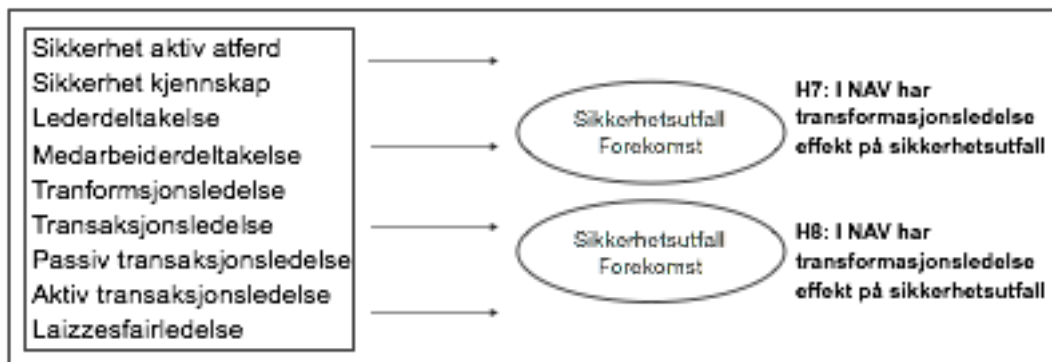 Sikkerhet aktiv atferd
Sikkerhet kjennskap
Lederdeltakelse
Medarbeiderdeltakelse
Tranformsjonsledelse
Transaksjonsledelse
Passiv transaksjonsledelse
Aktiv transaksjonsledelse
Laizzesfairledelse
Sikkerhetsutfall
Forekomst
H7: I NAV har
transformasjonsledelse
effekt på sikkerhetsutfall
Sikkerhetsutfall
Forekomst
H8: I NAV har
transformasjonsledelse
effekt på sikkerhetsutfall